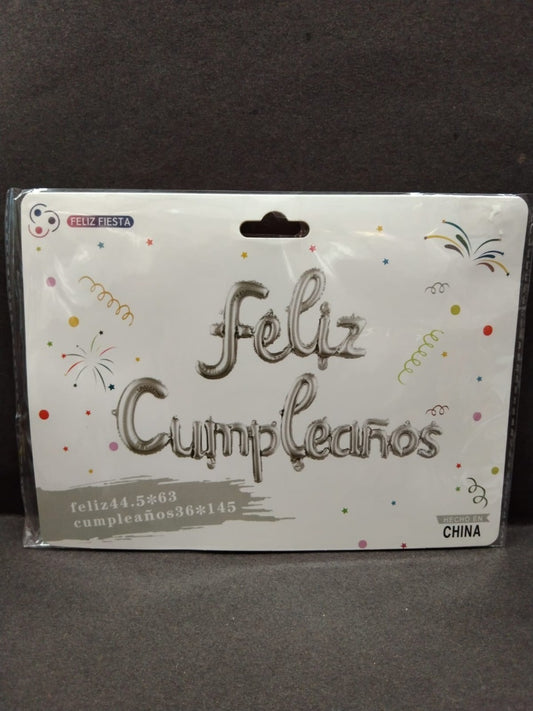 FELIZ FIESTA
feliz
Cumpleaños
feliz44.5*63
cumpleaños36*145
HECHO EN
CHINA